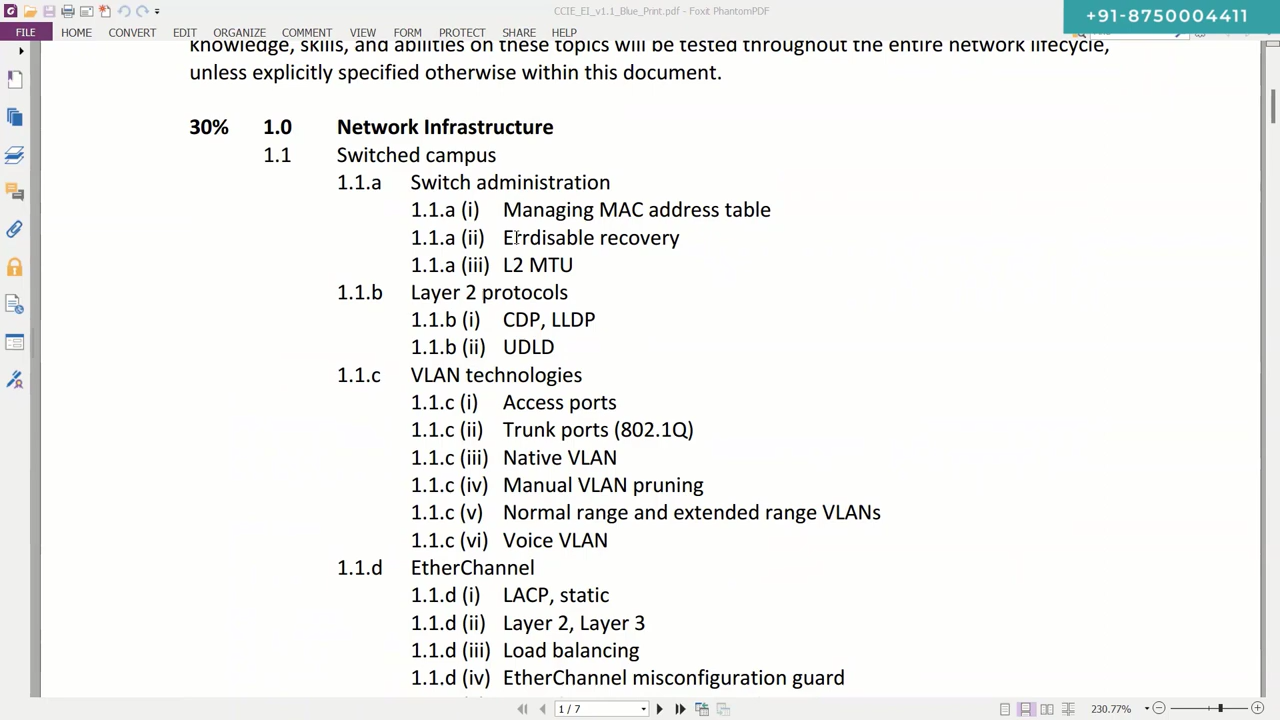 CCIE_EI_v1.1_Blue_Print.pdf - Foxit PhantomPDF
+91-8750004411
FILE HOME CONVERT EDIT ORGANIZE COMMENT VIEW FORM PROTECT SHARE HELP
knowledge, skills, and abilities on these topics will be tested throughout the entire network lifecycle,
unless explicitly specified otherwise within this document.
30% 1.0 Network Infrastructure
1.1 Switched campus
1.1.a Switch administration
1.1.a (i) Managing MAC address table
1.1.a (ii) Errdisable recovery
1.1.a (iii) L2 MTU
1.1.b Layer 2 protocols
1.1.b (i) CDP, LLDP
1.1.b (ii) UDLD
1.1.c VLAN technologies
1.1.c (i) Access ports
1.1.c (ii) Trunk ports (802.1Q)
1.1.c (iii) Native VLAN
1.1.c (iv) Manual VLAN pruning
1.1.c (v) Normal range and extended range VLANs
1.1.c (vi) Voice VLAN
1.1.d EtherChannel
1.1.d (i) LACP, static
1.1.d (ii) Layer 2, Layer 3
1.1.d (iii) Load balancing
1.1.d (iv) EtherChannel misconfiguration guard
1 / 7
230.77%